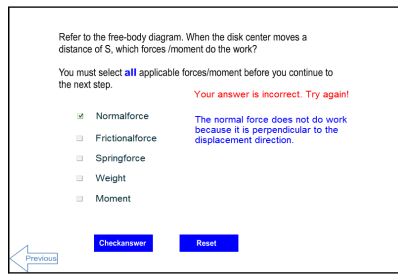 Refer to the free-body diagram. When the disk center moves a
distance of S, which forces /moment do the work?
You must select all applicable forces/moment before you continue to
the next step.
Your answer is incorrect. Try again!
Normalforce
The normal force does not do work
because it is perpendicular to the
displacement direction.
Frictionalforce
Springforce
Weight
Moment
Checkanswer
Reset
Previous